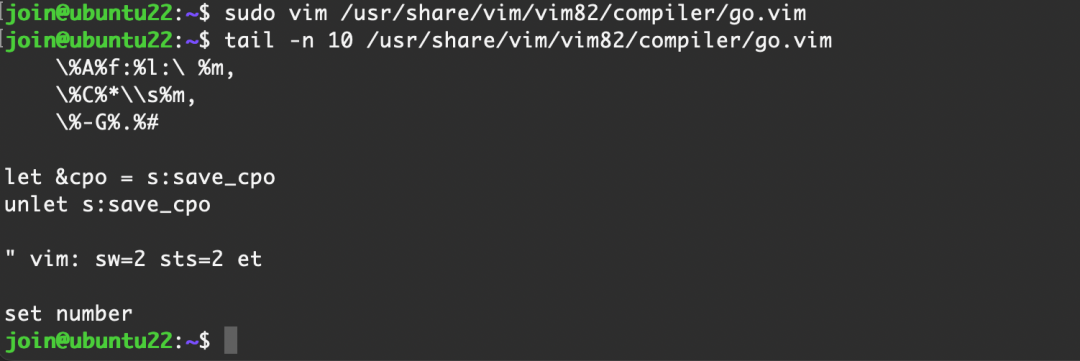 join@ubuntu22:~$ sudo vim /usr/share/vim/vim82/compiler/go.vim
join@ubuntu22:~$ tail -n 10 /usr/share/vim/vim82/compiler/go.vim
    \%A%f:%l:\ %m,
    \%C%*\\s%m,
    \%-G%.%#

let &cpo = s:save_cpo
unlet s:save_cpo

" vim: sw=2 sts=2 et

set number
join@ubuntu22:~$